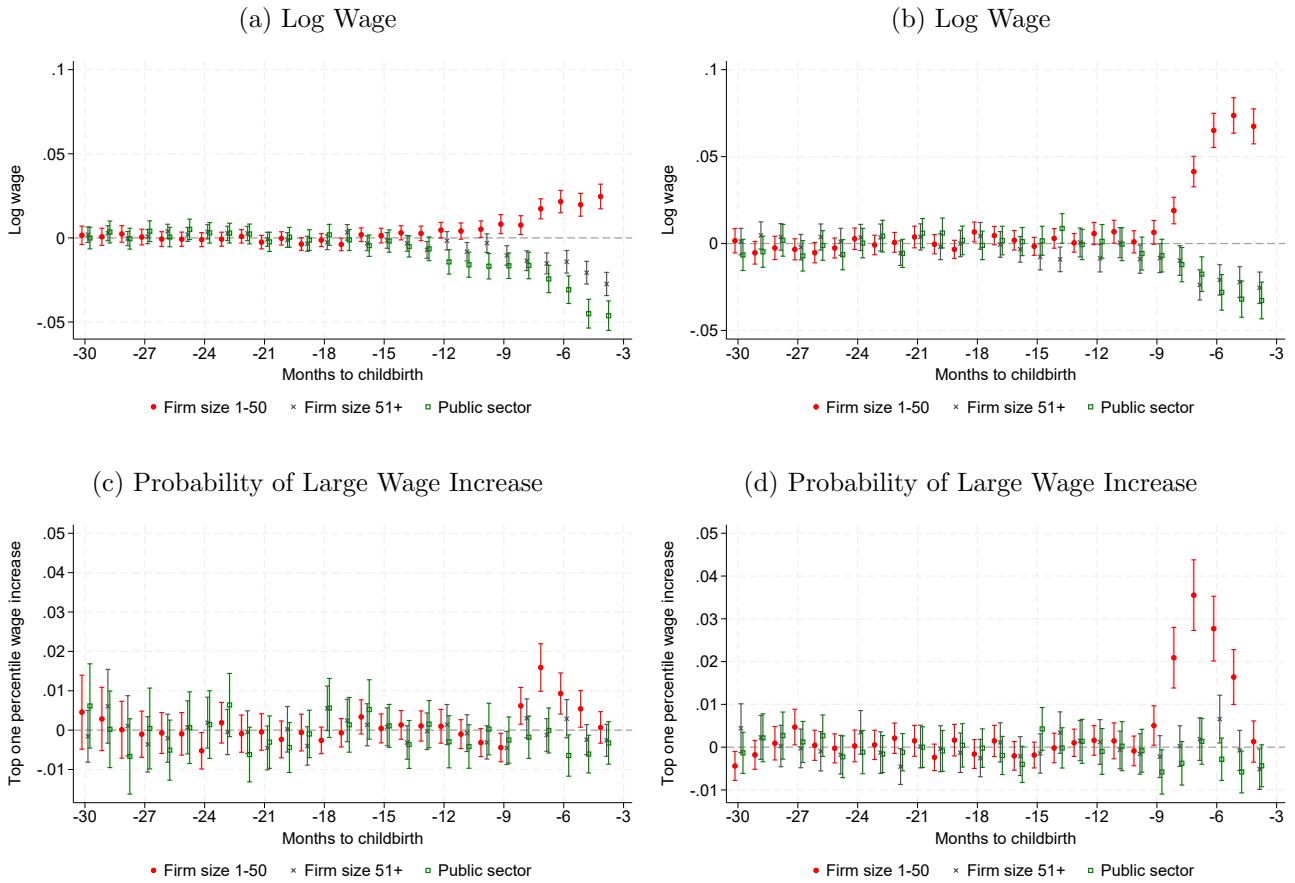 (a) Log Wage
.1
.05
0
-.05
Log wage
-30 -27 -24 -21 -18 -15 -12 -9 -6 -3
Months to childbirth
Firm size 1-50 Firm size 51+ Public sector
(b) Log Wage
.1
.05
0
-.05
Log wage
-30 -27 -24 -21 -18 -15 -12 -9 -6 -3
Months to childbirth
Firm size 1-50 Firm size 51+ Public sector
(c) Probability of Large Wage Increase
.05
.04
.03
.02
.01
0
-.01
Top one percentile wage increase
-30 -27 -24 -21 -18 -15 -12 -9 -6 -3
Months to childbirth
Firm size 1-50 Firm size 51+ Public sector
(d) Probability of Large Wage Increase
.05
.04
.03
.02
.01
0
-.01
Top one percentile wage increase
-30 -27 -24 -21 -18 -15 -12 -9 -6 -3
Months to childbirth
Firm size 1-50 Firm size 51+ Public sector